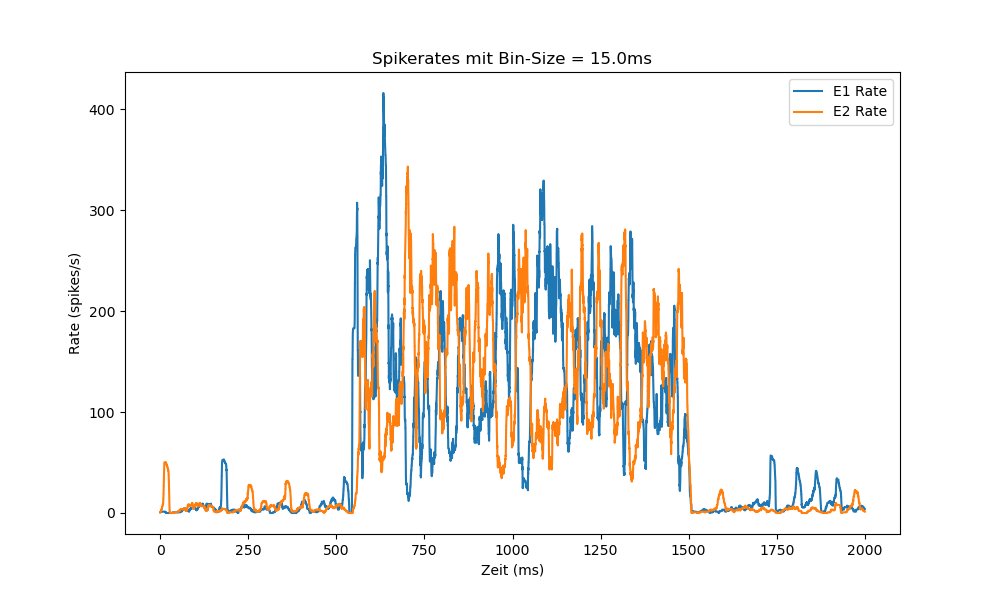 Spikerates mit Bin-Size = 15.0ms
E1 Rate
E2 Rate
400
300
200
100
0
Rate (spikes/s)
0 250 500 750 1000 1250 1500 1750 2000
Zeit (ms)